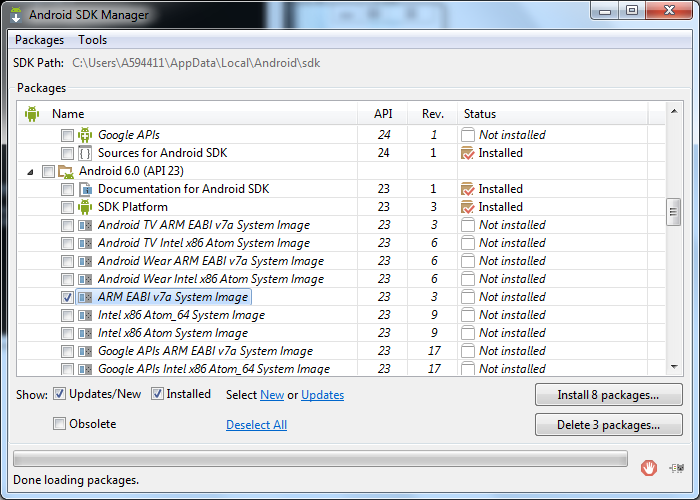 Android SDK Manager
Packages Tools
SDK Path: C:\Users\A594411\AppData\Local\Android\sdk
Packages
Name API Rev. Status
Google APIs 24 1 Not installed
Sources for Android SDK 24 1 Installed
Android 6.0 (API 23)
Documentation for Android SDK 23 1 Installed
SDK Platform 23 3 Installed
Android TV ARM EABI v7a System Image 23 3 Not installed
Android TV Intel x86 Atom System Image 23 6 Not installed
Android Wear ARM EABI v7a System Image 23 6 Not installed
Android Wear Intel x86 Atom System Image 23 6 Not installed
ARM EABI v7a System Image 23 3 Not installed
Intel x86 Atom_64 System Image 23 9 Not installed
Intel x86 Atom System Image 23 9 Not installed
Google APIs ARM EABI v7a System Image 23 17 Not installed
Google APIs Intel x86 Atom_64 System Image 23 17 Not installed
Show: Updates/New Installed Select New or Updates Install 8 packages...
Obsolete Deselect All Delete 3 packages...
Done loading packages.